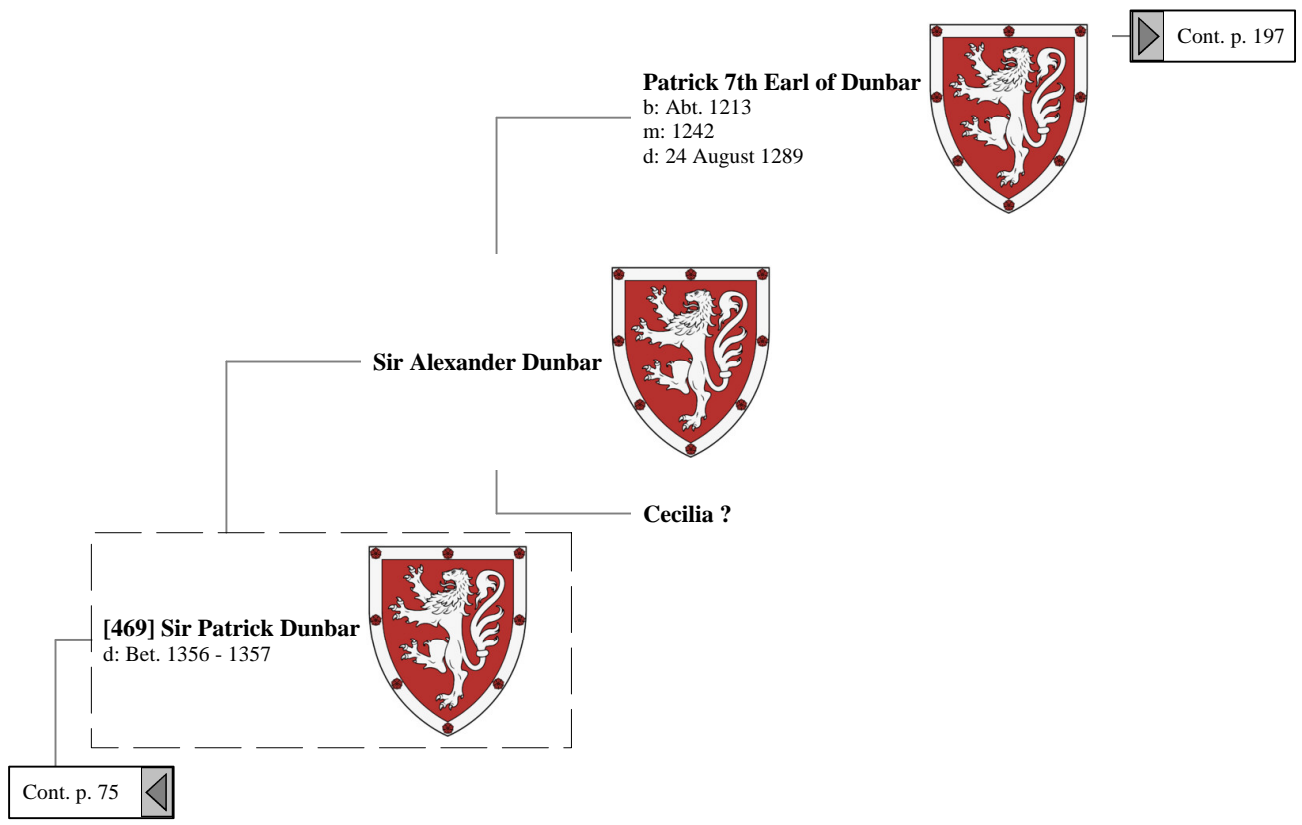 Cont. p. 197
Patrick 7th Earl of Dunbar
b: Abt. 1213
m: 1242
d: 24 August 1289
Sir Alexander Dunbar
Cecilia ?
[469] Sir Patrick Dunbar
d: Bet. 1356 - 1357
Cont. p. 75